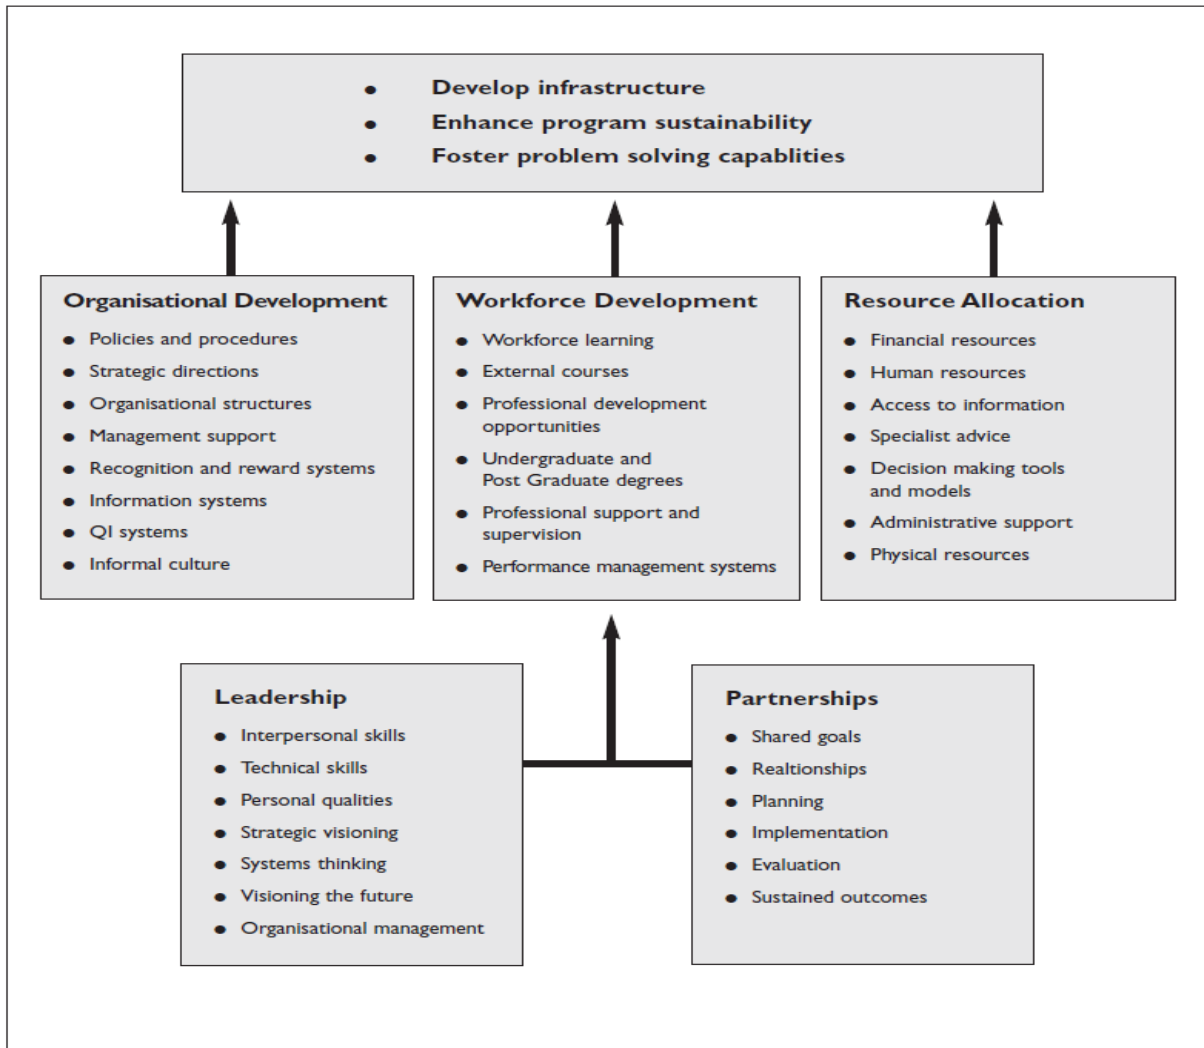 ● Develop infrastructure
● Enhance program sustainability
● Foster problem solving capablities
Organisational Development
● Policies and procedures
● Strategic directions
● Organisational structures
● Management support
● Recognition and reward systems
● Information systems
● QI systems
● Informal culture
Workforce Development
● Workforce learning
● External courses
● Professional development
opportunities
● Undergraduate and
Post Graduate degrees
● Professional support and
supervision
● Performance management systems
Resource Allocation
● Financial resources
● Human resources
● Access to information
● Specialist advice
● Decision making tools
and models
● Administrative support
● Physical resources
Leadership
● Interpersonal skills
● Technical skills
● Personal qualities
● Strategic visioning
● Systems thinking
● Visioning the future
● Organisational management
Partnerships
● Shared goals
● Realtionships
● Planning
● Implementation
● Evaluation
● Sustained outcomes